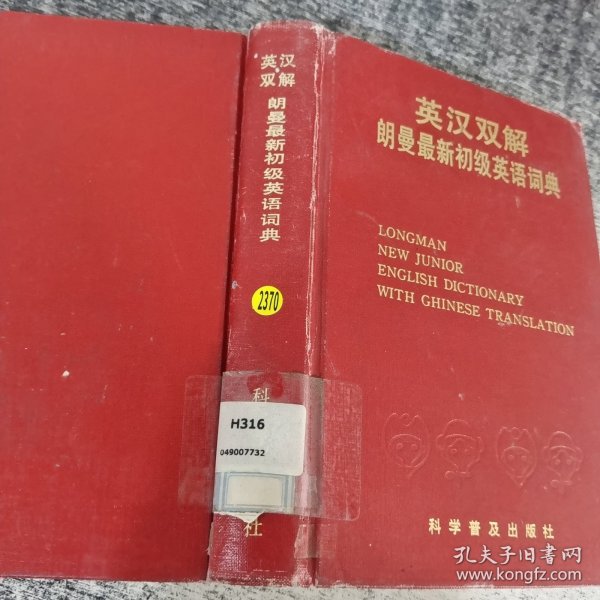 英汉
双解
朗曼最新初级英语词典
2370
科
H316
049007732
社
英汉双解
朗曼最新初级英语词典
LONGMAN
NEW JUNIOR
ENGLISH DICTIONARY
WITH GHINESE TRANSLATION
科学普及出版社
孔夫子旧书网
www.kongfz.com